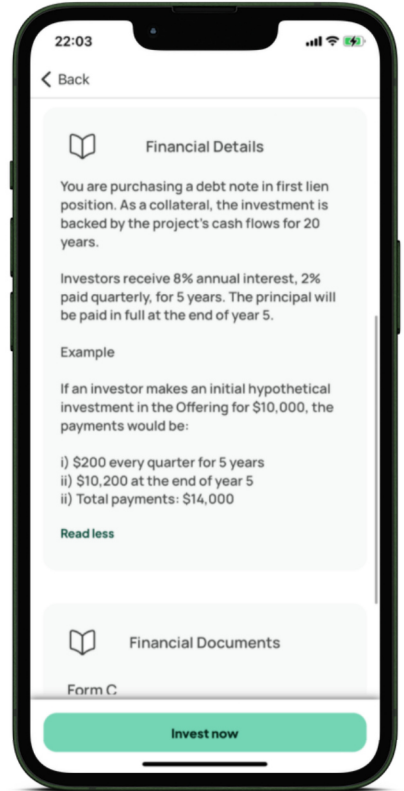 22:03
Back
Financial Details
You are purchasing a debt note in first lien
position. As a collateral, the investment is
backed by the project's cash flows for 20
years.
Investors receive 8% annual interest, 2%
paid quarterly, for 5 years. The principal will
be paid in full at the end of year 5.
Example
If an investor makes an initial hypothetical
investment in the Offering for $10,000, the
payments would be:
i) $200 every quarter for 5 years
ii) $10,200 at the end of year 5
ii) Total payments: $14,000
Read less
Financial Documents
Form C
Invest now